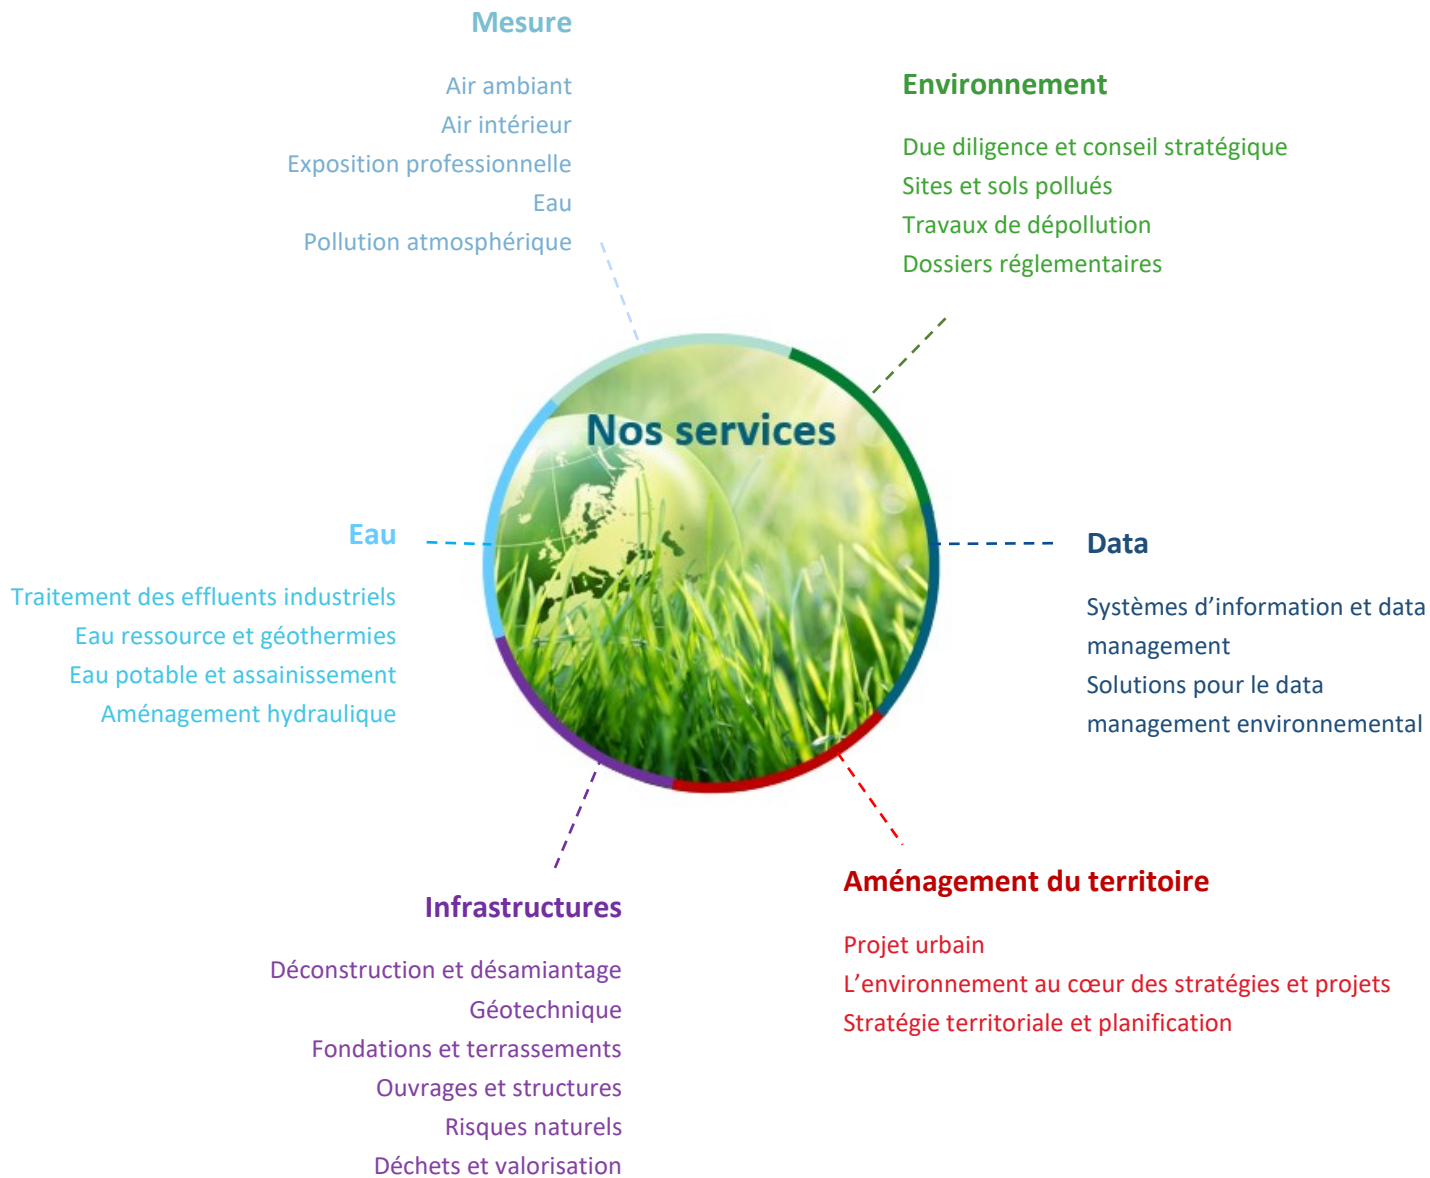 Mesure
Air ambiant
Air intérieur
Exposition professionnelle
Eau
Pollution atmosphérique
Environnement
Due diligence et conseil stratégique
Sites et sols pollués
Travaux de dépollution
Dossiers réglementaires
Nos services
Eau
Traitement des effluents industriels
Eau ressource et géothermies
Eau potable et assainissement
Aménagement hydraulique
Data
Systèmes d’information et data
management
Solutions pour le data
management environnemental
Infrastructures
Déconstruction et désamiantage
Géotechnique
Fondations et terrassements
Ouvrages et structures
Risques naturels
Déchets et valorisation
Aménagement du territoire
Projet urbain
L’environnement au cœur des stratégies et projets
Stratégie territoriale et planification